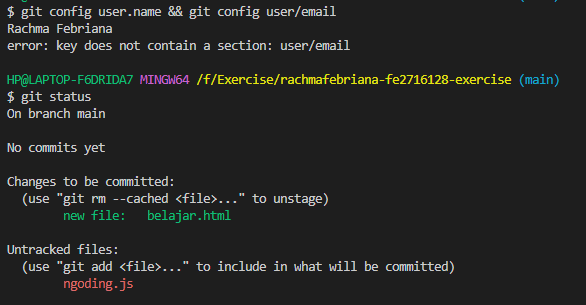 $ git config user.name && git config user/email
Rachma Febriana
error: key does not contain a section: user/email
HP@LAPTOP-F6DRIDA7 MINGW64 /f/Exercise/rachmafebriana-fe2716128-exercise (main)
$ git status
On branch main
No commits yet
Changes to be committed:
(use "git rm --cached <file>..." to unstage)
new file: belajar.html
Untracked files:
(use "git add <file>..." to include in what will be committed)
ngoding.js